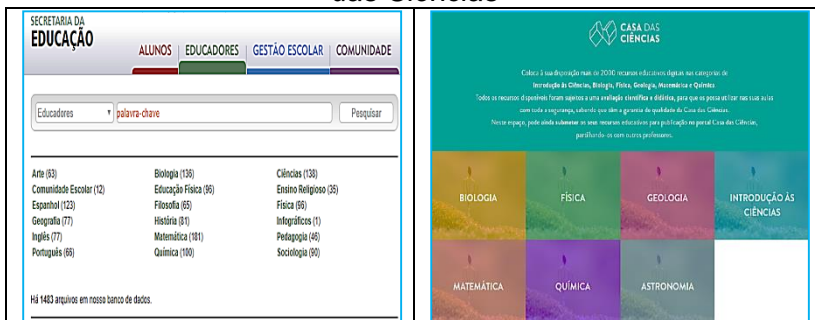 das Ciências
SECRETARIA DA
EDUCAÇÃO
ALUNOS
EDUCADORES
GESTÃO ESCOLAR
COMUNIDADE
Educadores
palavra-chave
Pesquisar
Arte (63)
Biologia (136)
Ciências (138)
Comunidade Escolar (12)
Educação Física (96)
Ensino Religioso (35)
Espanhol (123)
Filosofia (65)
Física (96)
Geografia (77)
História (81)
Infográficos (1)
Inglês (77)
Matemática (181)
Pedagogia (46)
Português (65)
Química (100)
Sociologia (90)
Há 1483 arquivos em nosso banco de dados.
CASA DAS
CIÊNCIAS
Coloca à sua disposição mais de 2000 recursos educativos digitais nas categorias de
Introdução às Ciências, Biologia, Física, Geologia, Matemática e Química
Todos os recursos disponíveis foram sujeitos a uma avaliação científica e didática, para que os possa utilizar nas suas aulas
com toda a segurança, sabendo que têm a garantia de qualidade da Casa das Ciências.
Neste espaço, pode ainda submeter os seus recursos educativos para publicação no portal Casa das Ciências,
partilhando-os com outros professores.
BIOLOGIA
FÍSICA
GEOLOGIA
INTRODUÇÃO ÀS
CIÊNCIAS
MATEMÁTICA
QUÍMICA
ASTRONOMIA